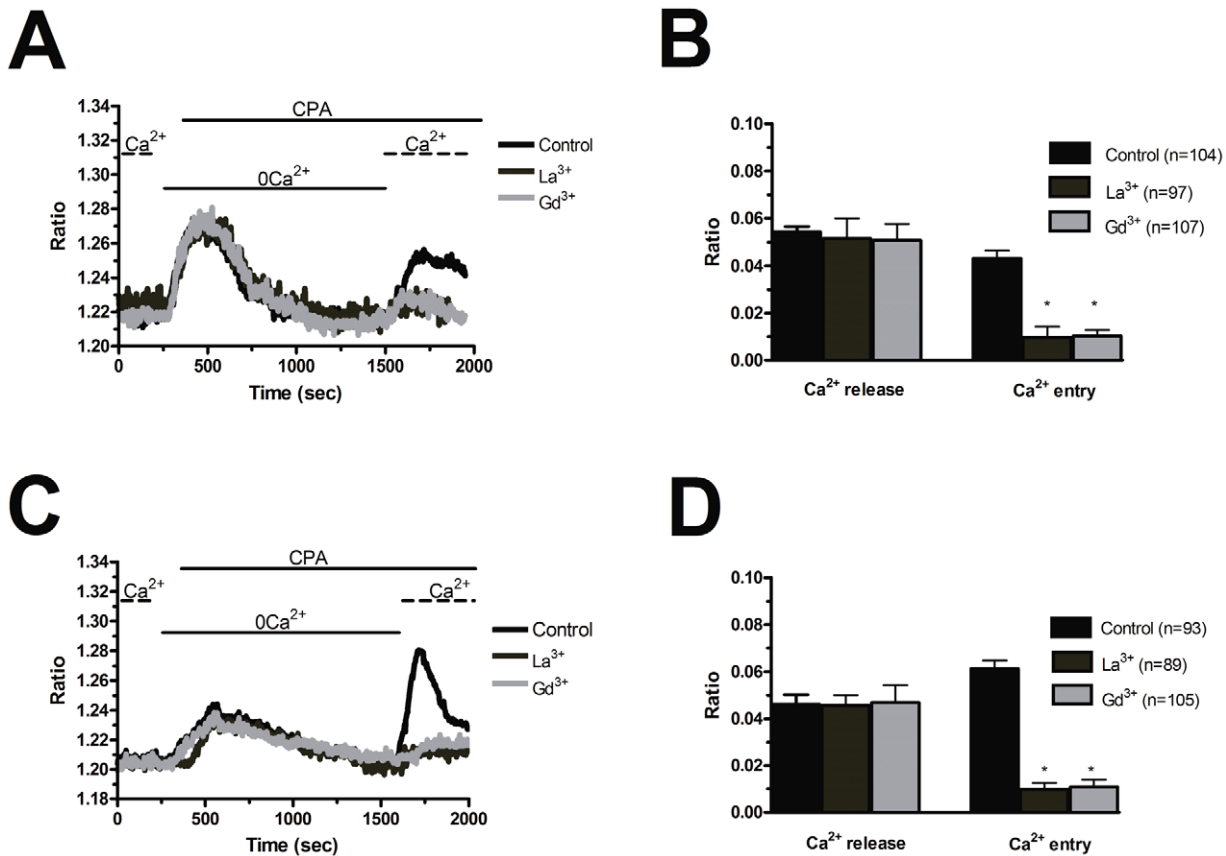 A
CPA
Ca²⁺ Ca²⁺
0Ca²⁺
Control
La³⁺
Gd³⁺
Ratio
1.34
1.32
1.30
1.28
1.26
1.24
1.22
1.20
0 500 1000 1500 2000
Time (sec)
B
Ratio
0.10
0.08
0.06
0.04
0.02
0.00
Control (n=104)
La³⁺ (n=97)
Gd³⁺ (n=107)
* *
Ca²⁺ release Ca²⁺ entry
C
CPA
Ca²⁺ Ca²⁺
0Ca²⁺
Control
La³⁺
Gd³⁺
Ratio
1.34
1.32
1.30
1.28
1.26
1.24
1.22
1.20
1.18
0 500 1000 1500 2000
Time (sec)
D
Ratio
0.10
0.08
0.06
0.04
0.02
0.00
Control (n=93)
La³⁺ (n=89)
Gd³⁺ (n=105)
* *
Ca²⁺ release Ca²⁺ entry